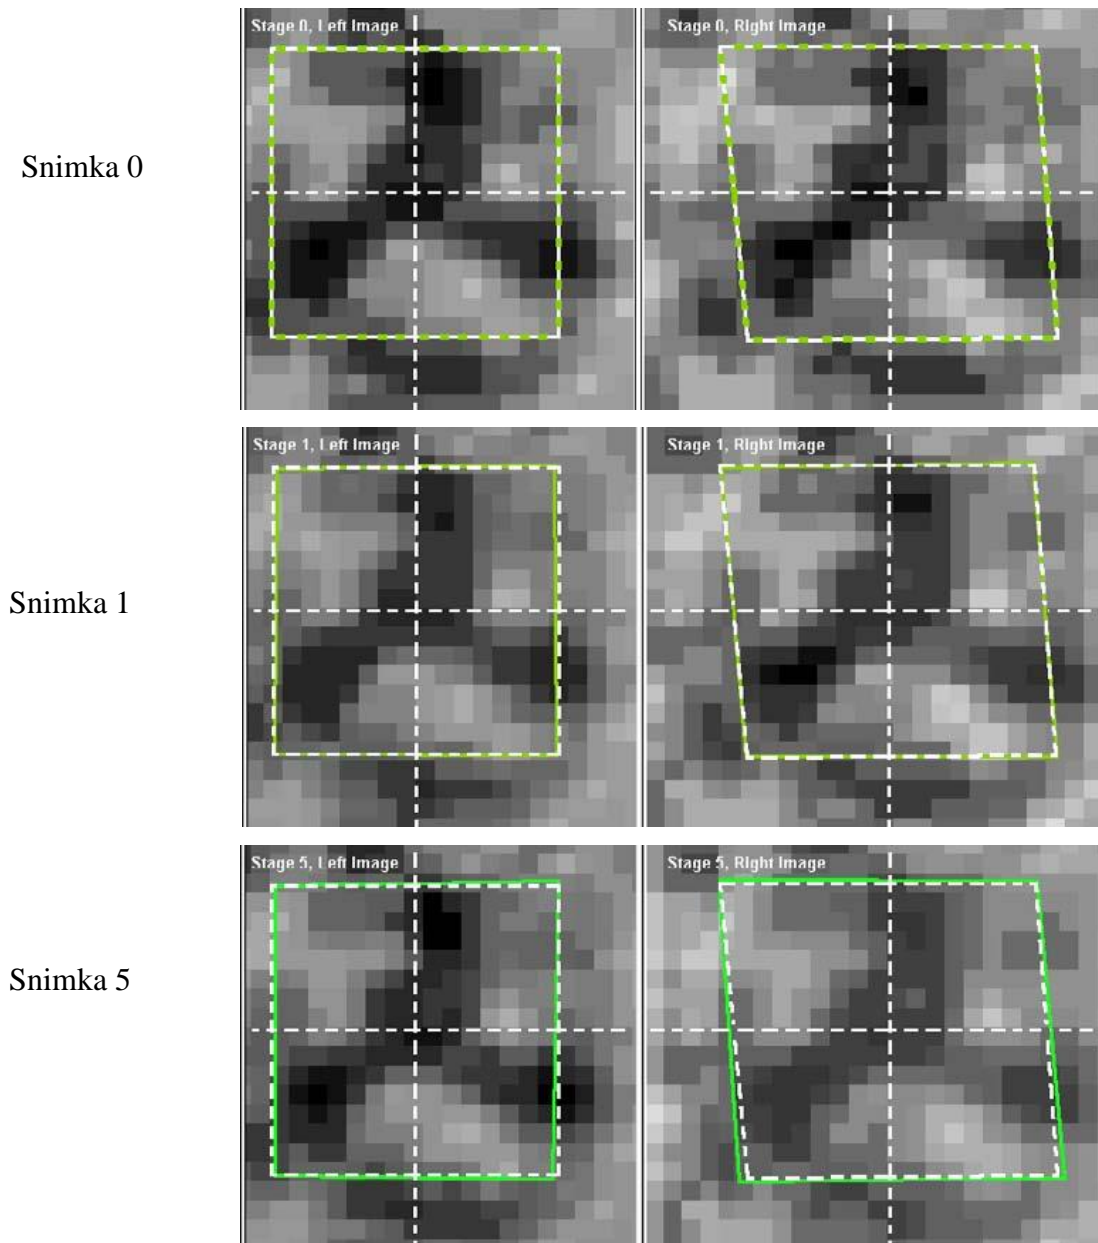 Stage 0, Left Image
Stage 0, Right Image
Snimka 0
Stage 1, Left Image
Stage 1, Right Image
Snimka 1
Stage 5, Left Image
Stage 5, Right Image
Snimka 5